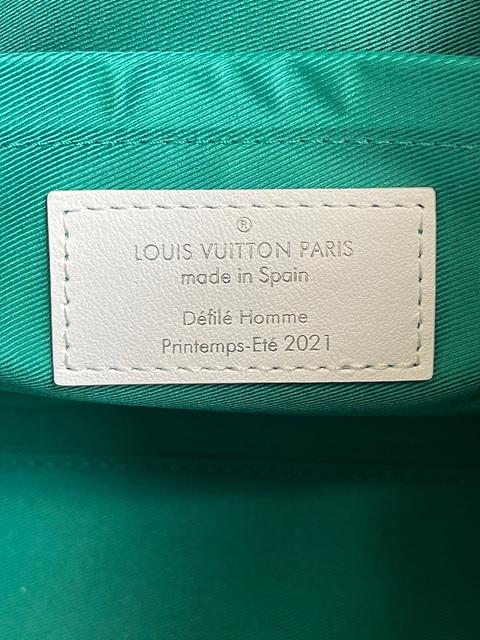 ®
LOUIS VUITTON PARIS
made in Spain
Défilé Homme
Printemps-Eté 2021